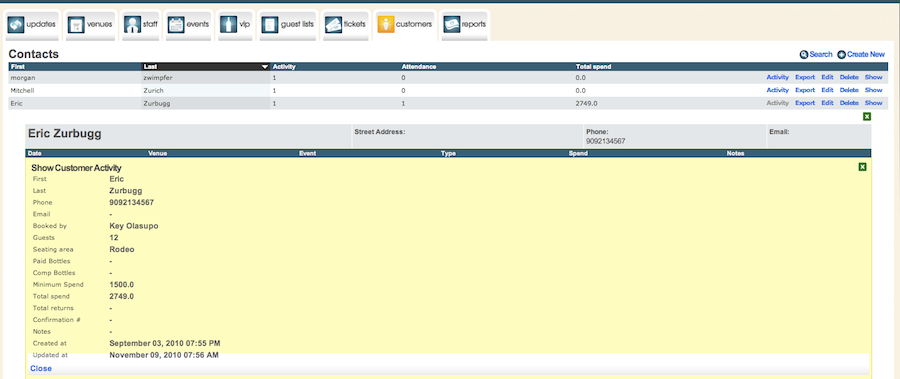 updates venues staff events vip guest lists tickets customers reports
Contacts Search Create New
First Last Activity Attendance Total spend
morgan zwimpfer 1 0 0.0 Activity Export Edit Delete Show
Mitchell Zurich 1 0 0.0 Activity Export Edit Delete Show
Eric Zurbugg 1 1 2749.0 Activity Export Edit Delete Show
Eric Zurbugg Street Address: Phone: Email:
9092134567
Date Venue Event Type Spend Notes
Show Customer Activity
First Eric
Last Zurbugg
Phone 9092134567
Email -
Booked by Key Olasupo
Guests 12
Seating area Rodeo
Paid Bottles -
Comp Bottles -
Minimum Spend 1500.0
Total spend 2749.0
Total returns -
Confirmation # -
Notes -
Created at September 03, 2010 07:55 PM
Updated at November 09, 2010 07:56 AM
Close